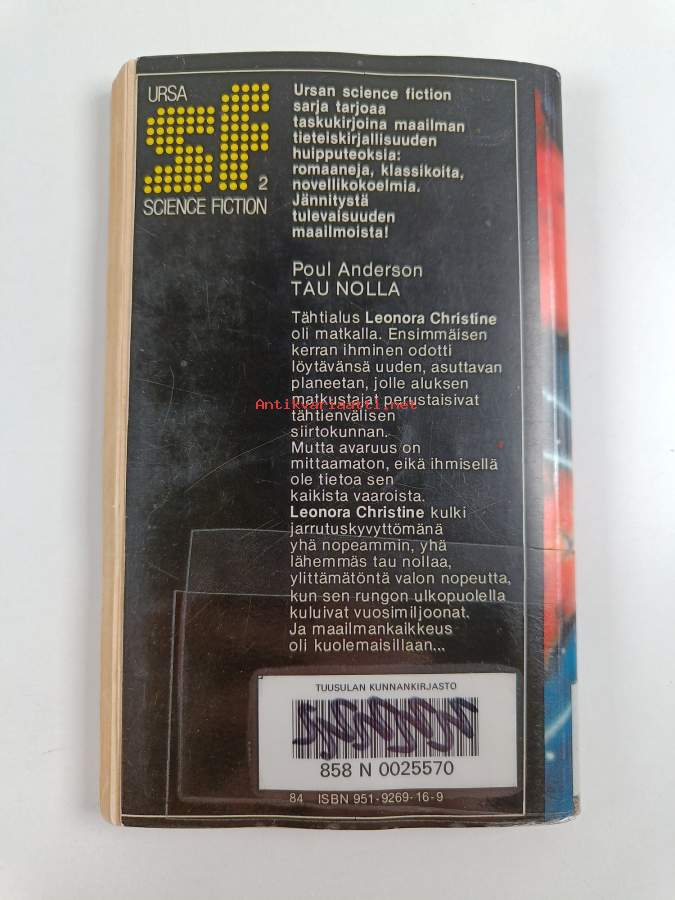 URSA
sf
2
SCIENCE FICTION
Ursan science fiction
sarja tarjoaa
taskukirjoina maailman
tieteiskirjallisuuden
huipputeoksia:
romaaneja, klassikoita,
novellikokoelmia.
Jännitystä
tulevaisuuden
maailmoista!
Poul Anderson
TAU NOLLA
Tähtialus Leonora Christine
oli matkalla. Ensimmäisen
kerran ihminen odotti
löytävänsä uuden, asuttavan
planeetan, jolle aluksen
matkustajat perustaisivat
Antikvariaatti.net
tähtienvälisen
siirtokunnan.
Mutta avaruus on
mittaamaton, eikä ihmisellä
ole tietoa sen
kaikista vaaroista.
Leonora Christine kulki
jarrutuskyvyttömänä
yhä nopeammin, yhä
lähemmäs tau nollaa,
ylittämätöntä valon nopeutta,
kun sen rungon ulkopuolella
kuluivat vuosimiljoonat.
Ja maailmankaikkeus
oli kuolemaisillaan...
TUUSULAN KUNNANKIRJASTO
858 N 0025570
84 ISBN 951-9269-16-9